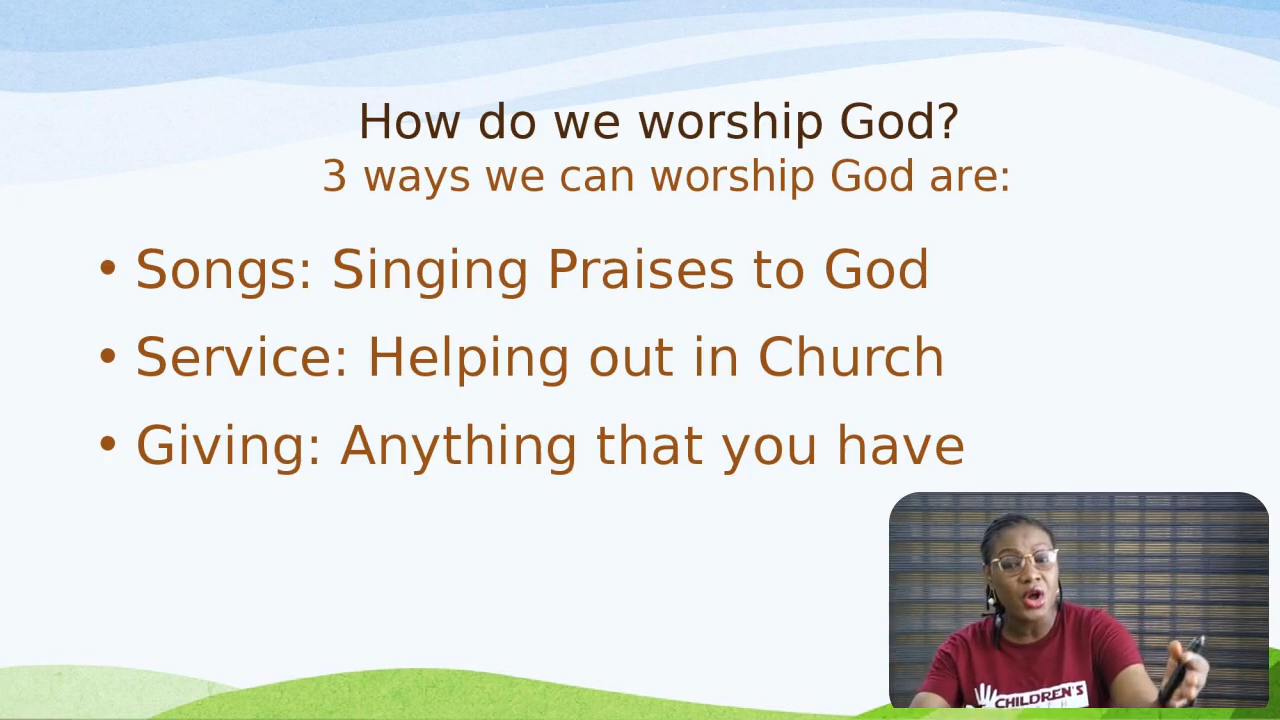 How do we worship God?
3 ways we can worship God are:
• Songs: Singing Praises to God
• Service: Helping out in Church
• Giving: Anything that you have
CHILDREN'S